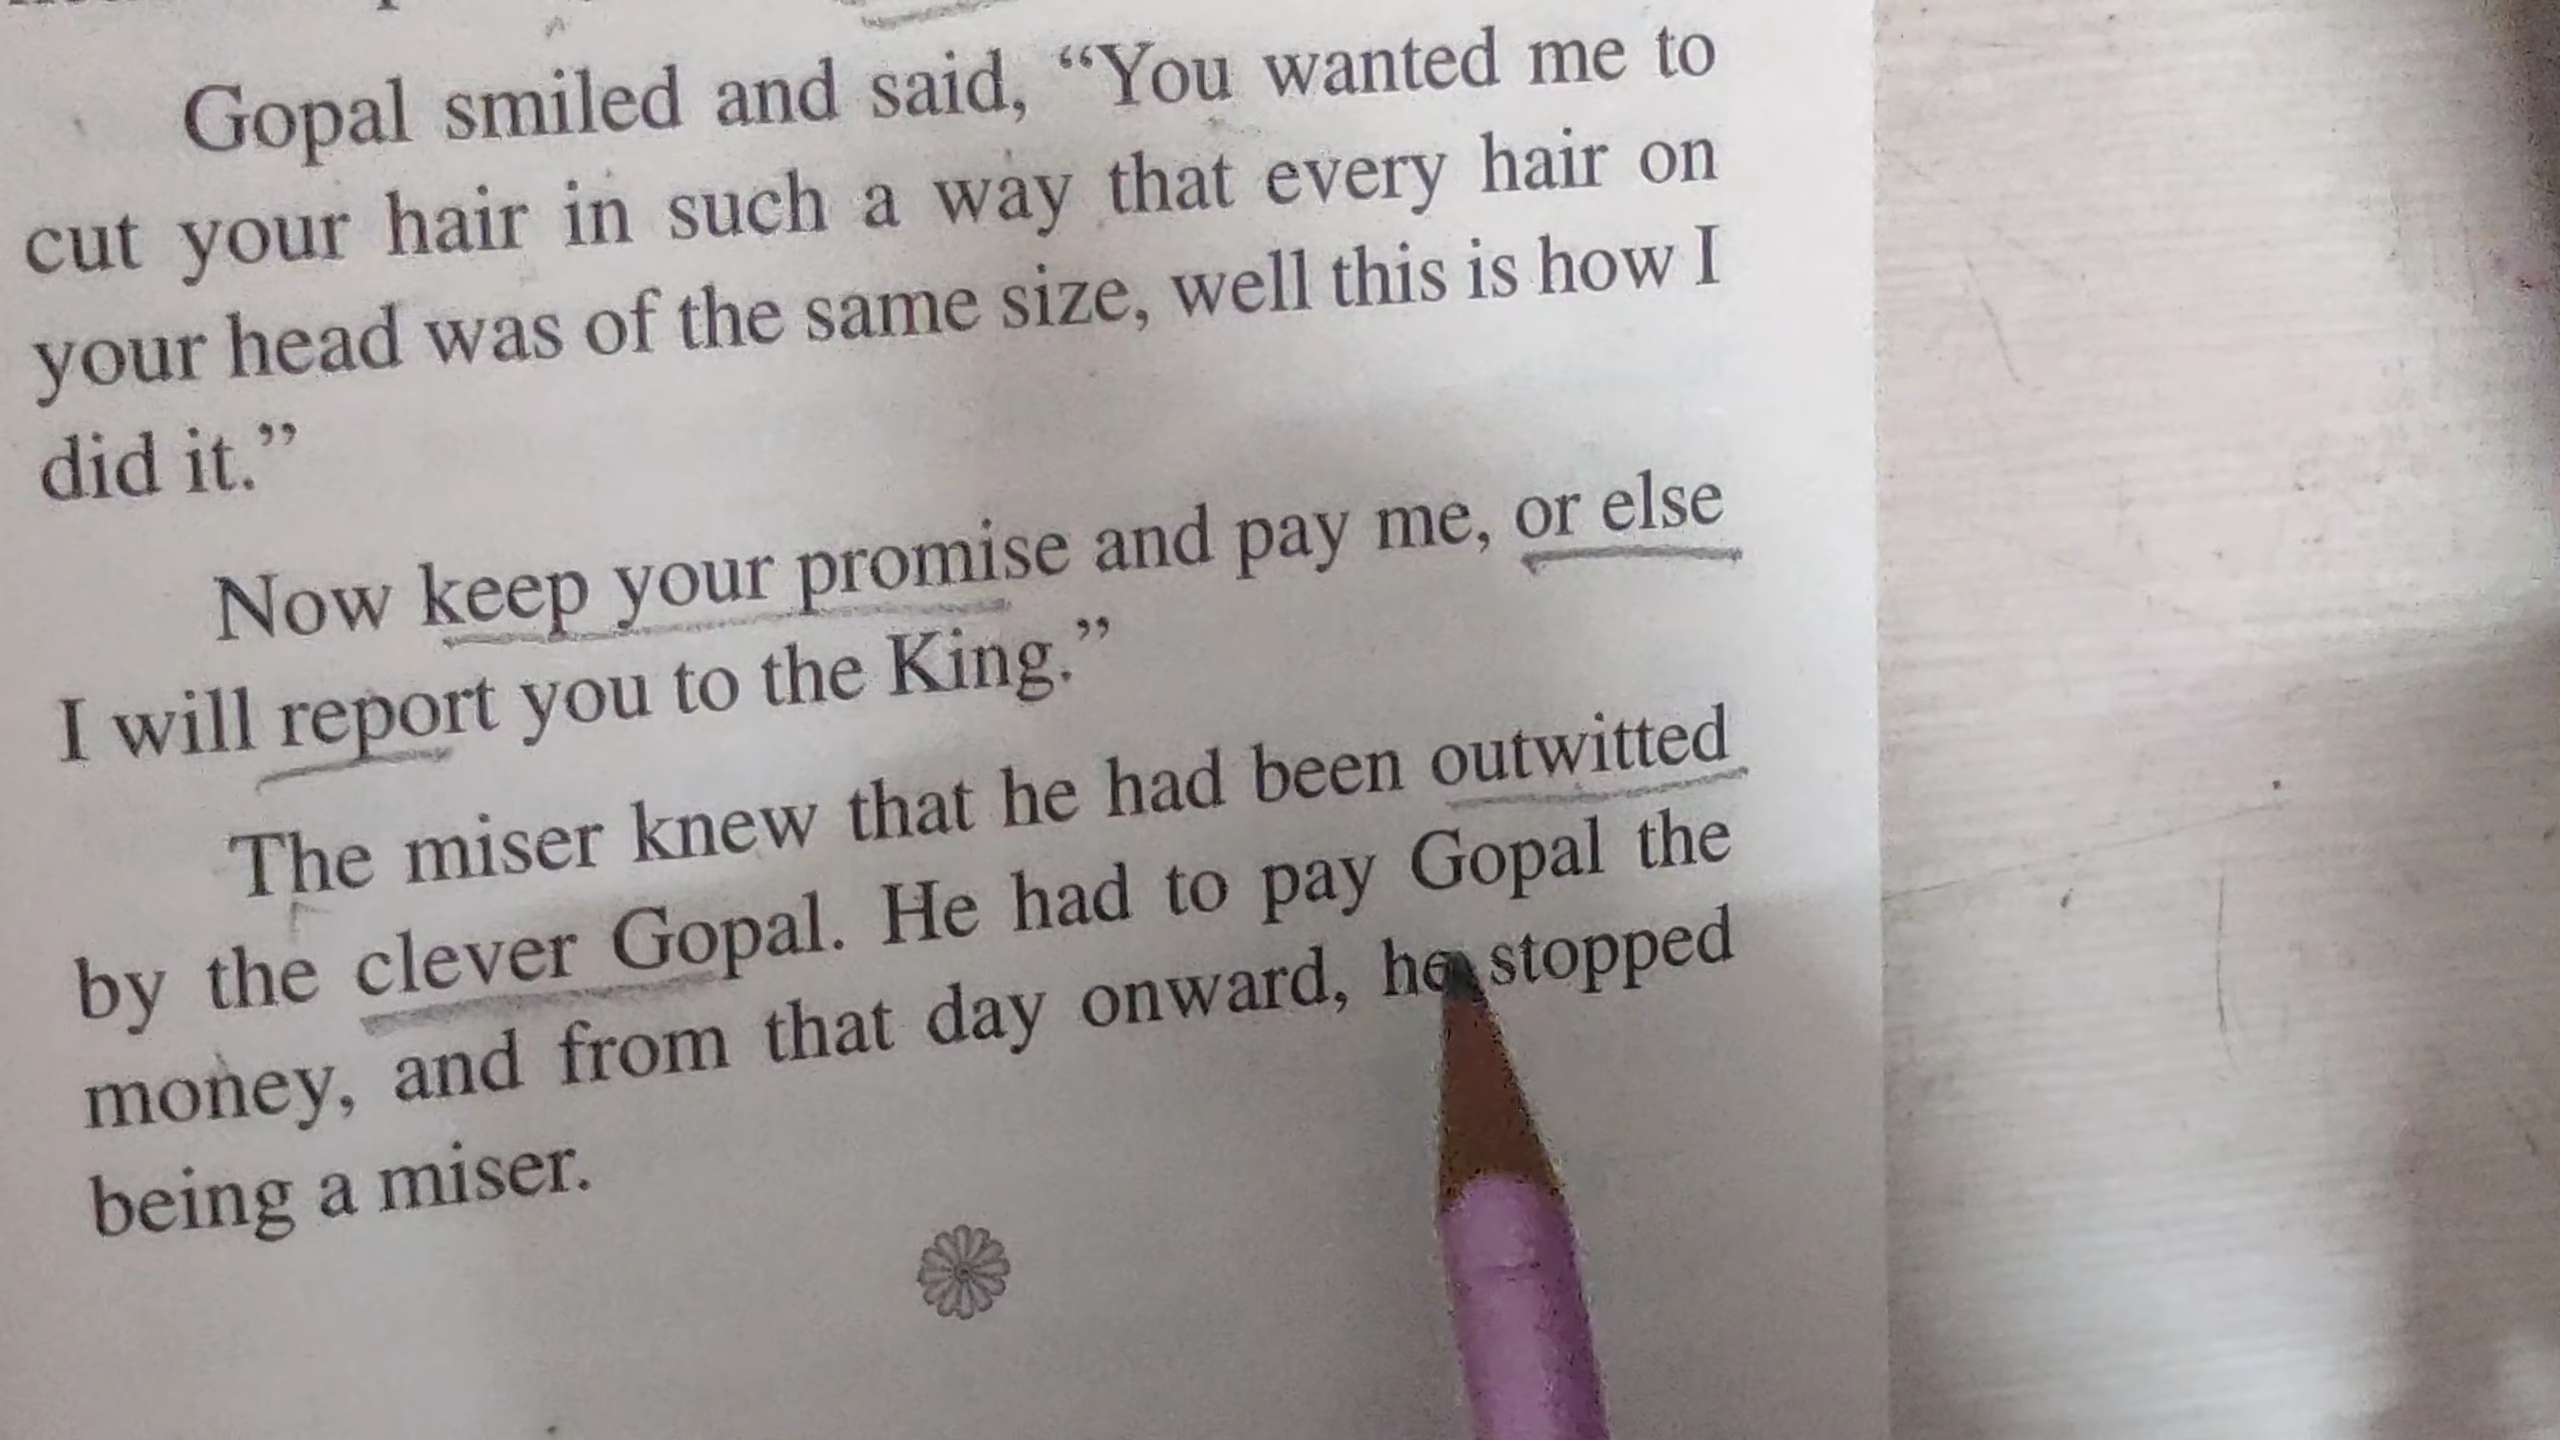 Gopal smiled and said, “You wanted me to
cut your hair in such a way that every hair on
your head was of the same size, well this is how I
did it.”
Now keep your promise and pay me, or else
I will report you to the King.”
The miser knew that he had been outwitted
by the clever Gopal. He had to pay Gopal the
money, and from that day onward, he stopped
being a miser.